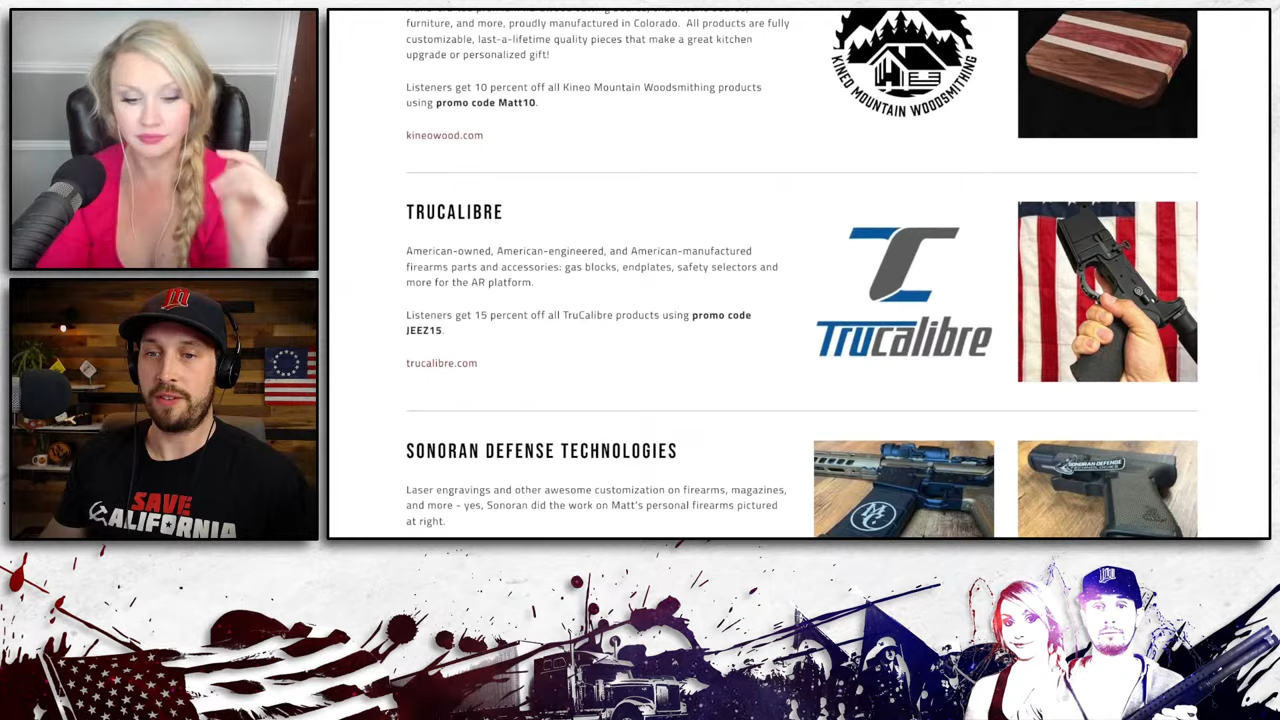 furniture, and more, proudly manufactured in Colorado. All products are fully
customizable, last-a-lifetime quality pieces that make a great kitchen
upgrade or personalized gift!
Listeners get 10 percent off all Kineo Mountain Woodsmithing products
using promo code Matt10.
kineowood.com
KINEO MOUNTAIN WOODSMITHING
TRUCALIBRE
American-owned, American-engineered, and American-manufactured
firearms parts and accessories: gas blocks, endplates, safety selectors and
more for the AR platform.
Listeners get 15 percent off all TruCalibre products using promo code
JEEZ15.
trucalibre.com
TC
Trucalibre
SONORAN DEFENSE TECHNOLOGIES
Laser engravings and other awesome customization on firearms, magazines,
and more - yes, Sonoran did the work on Matt's personal firearms pictured
at right.
SONORAN DEFENSE
TECHNOLOGIES
SAVE
CALIFORNIA